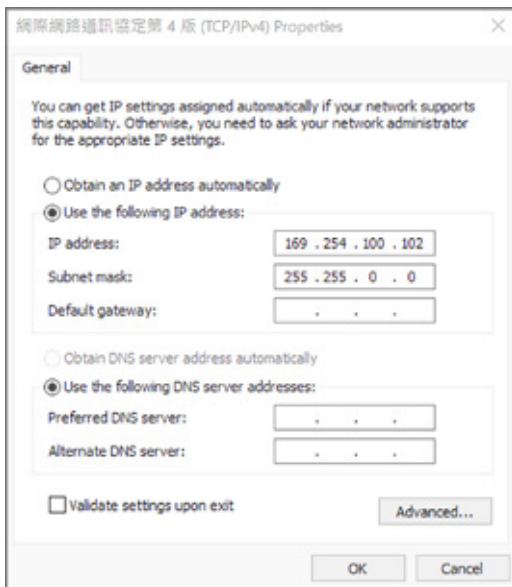 網際網路通訊協定第 4 版 (TCP/IPv4) Properties
General
You can get IP settings assigned automatically if your network supports
this capability. Otherwise, you need to ask your network administrator
for the appropriate IP settings.
Obtain an IP address automatically
Use the following IP address:
IP address: 169 . 254 . 100 . 102
Subnet mask: 255 . 255 . 0 . 0
Default gateway: . . .
Obtain DNS server address automatically
Use the following DNS server addresses:
Preferred DNS server: . . .
Alternate DNS server: . . .
Validate settings upon exit
Advanced...
OK Cancel